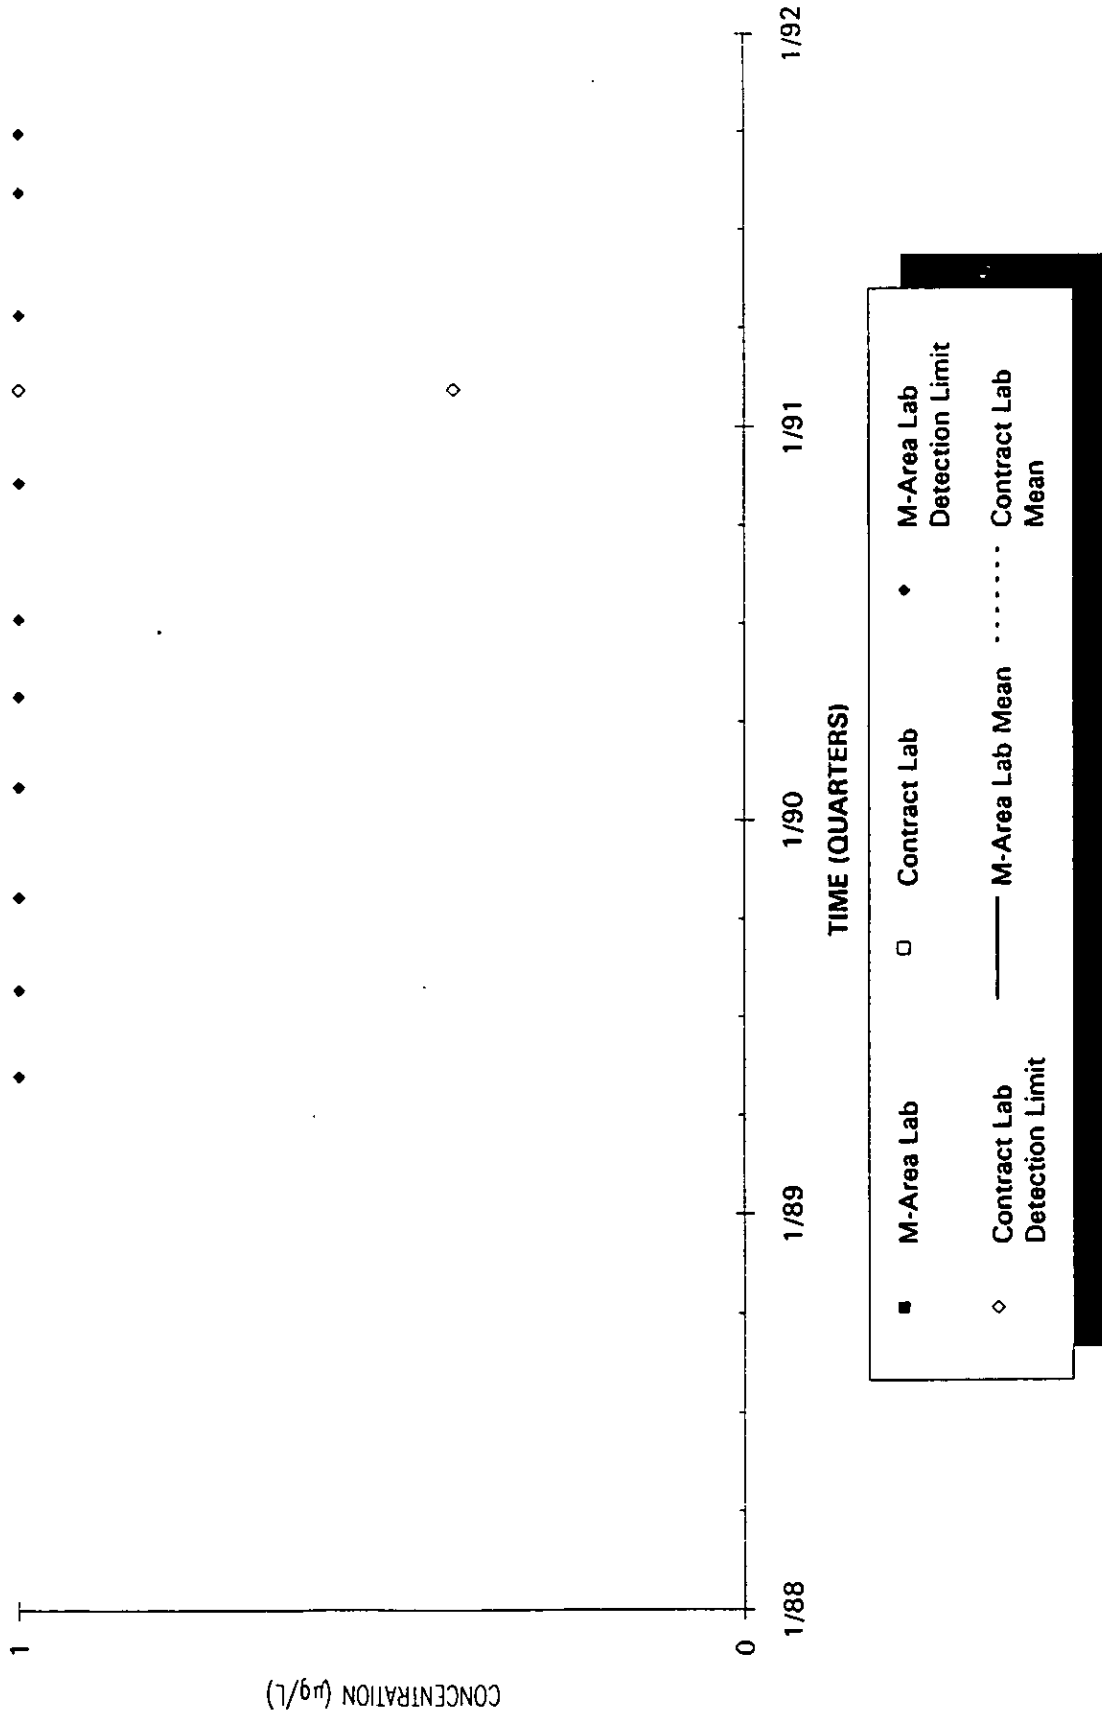 1
CONCENTRATION (µg/L)
0
1/88
1/89
1/90
1/91
1/92
TIME (QUARTERS)
M-Area Lab
Contract Lab
M-Area Lab
Detection Limit
Contract Lab
Detection Limit
M-Area Lab Mean
Contract Lab
Mean